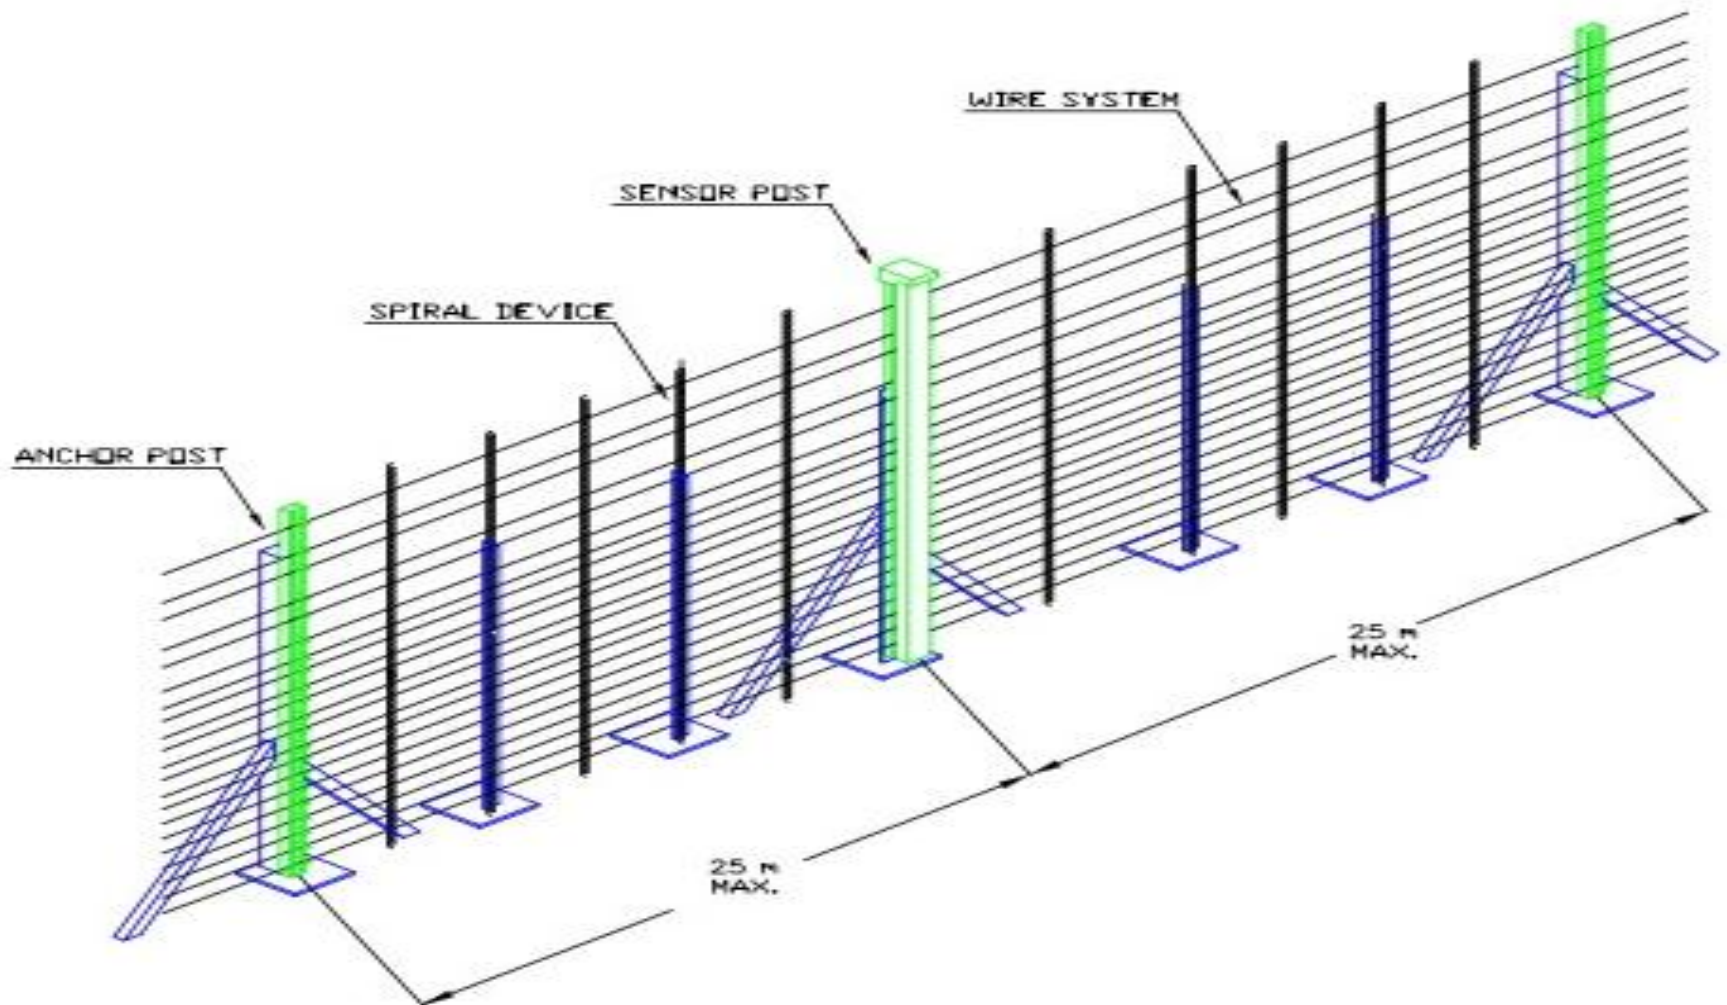 WIRE SYSTEM
SENSOR POST
SPIRAL DEVICE
ANCHOR POST
25 m
MAX.
25 m
MAX.